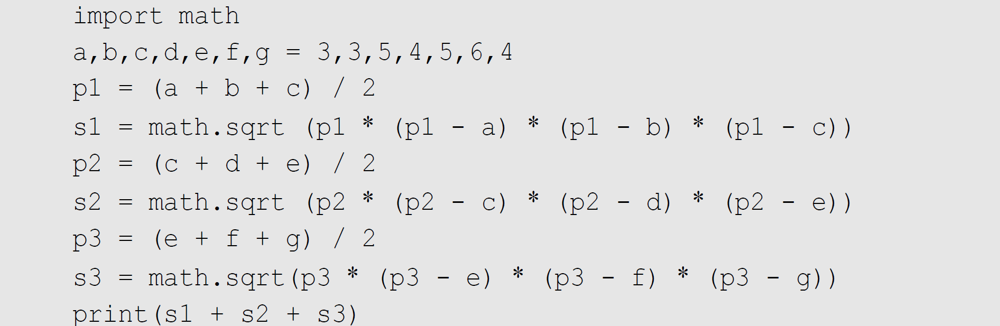 import math
a,b,c,d,e,f,g = 3,3,5,4,5,6,4
p1 = (a + b + c) / 2
s1 = math.sqrt (p1 * (p1 - a) * (p1 - b) * (p1 - c))
p2 = (c + d + e) / 2
s2 = math.sqrt (p2 * (p2 - c) * (p2 - d) * (p2 - e))
p3 = (e + f + g) / 2
s3 = math.sqrt(p3 * (p3 - e) * (p3 - f) * (p3 - g))
print(s1 + s2 + s3)